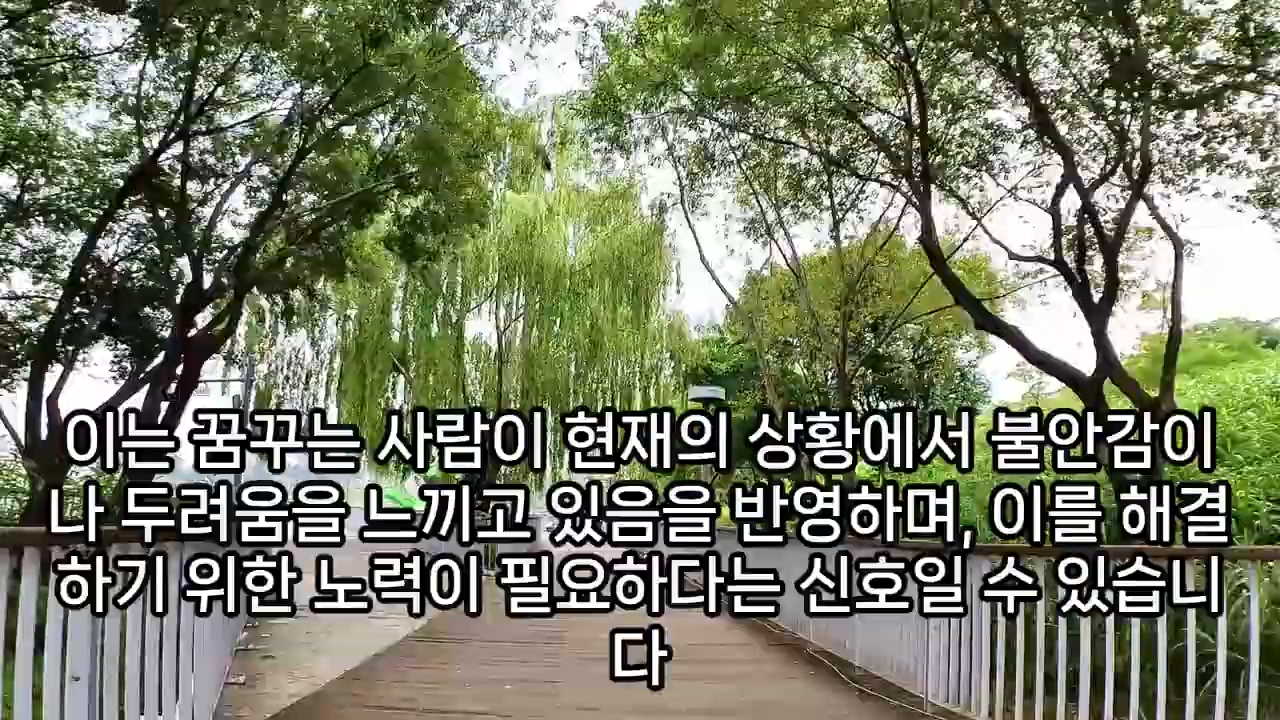 이는 꿈꾸는 사람이 현재의 상황에서 불안감이
나 두려움을 느끼고 있음을 반영하며, 이를 해결
하기 위한 노력이 필요하다는 신호일 수 있습니
다